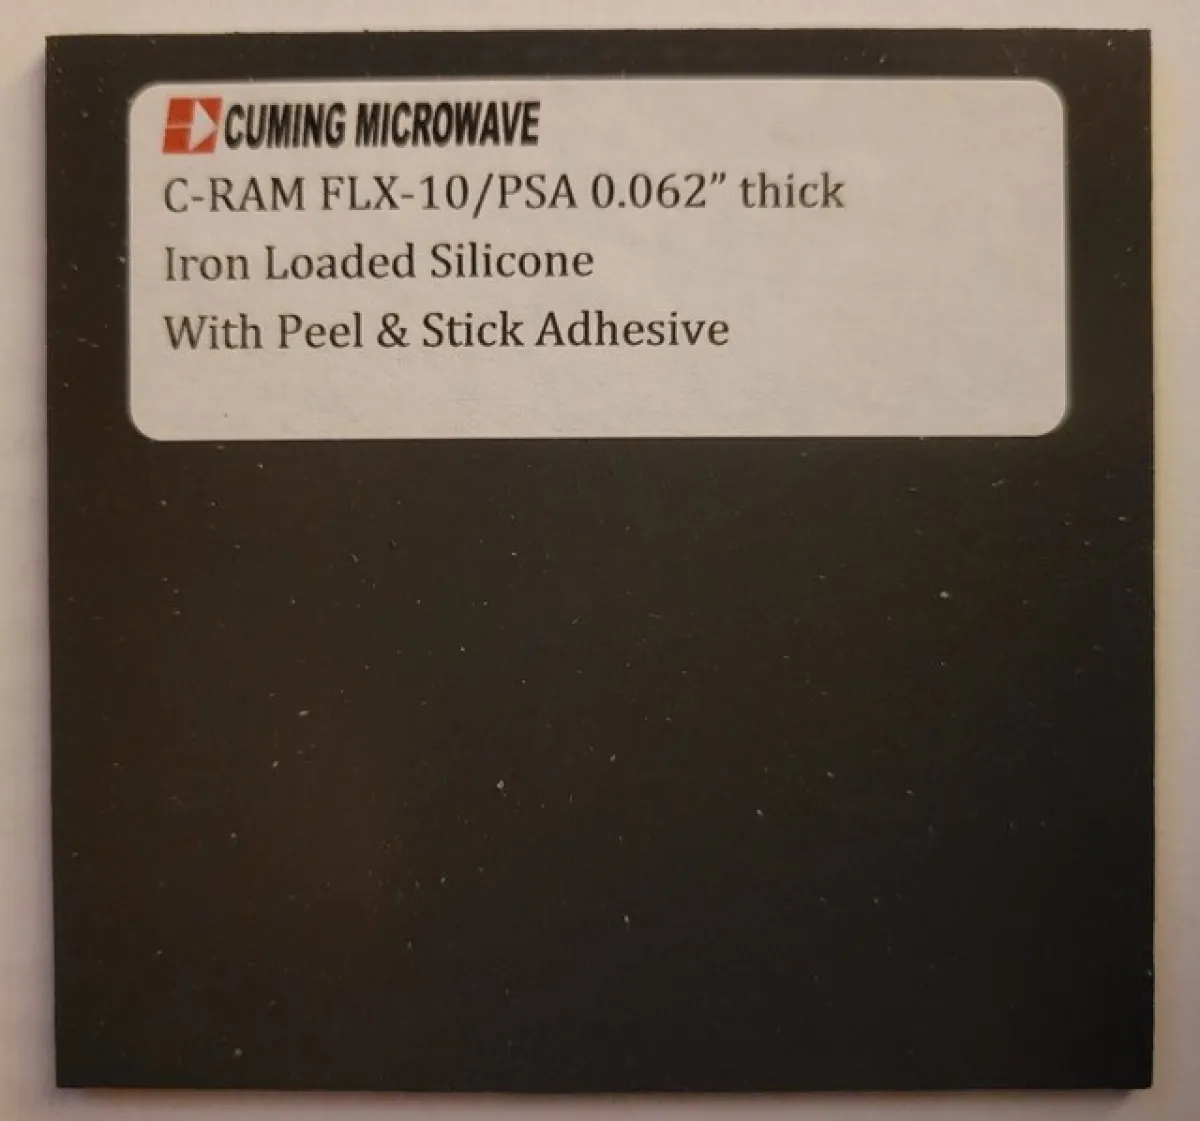 CUMING MICROWAVE
C-RAM FLX-10/PSA 0.062” thick
Iron Loaded Silicone
With Peel & Stick Adhesive